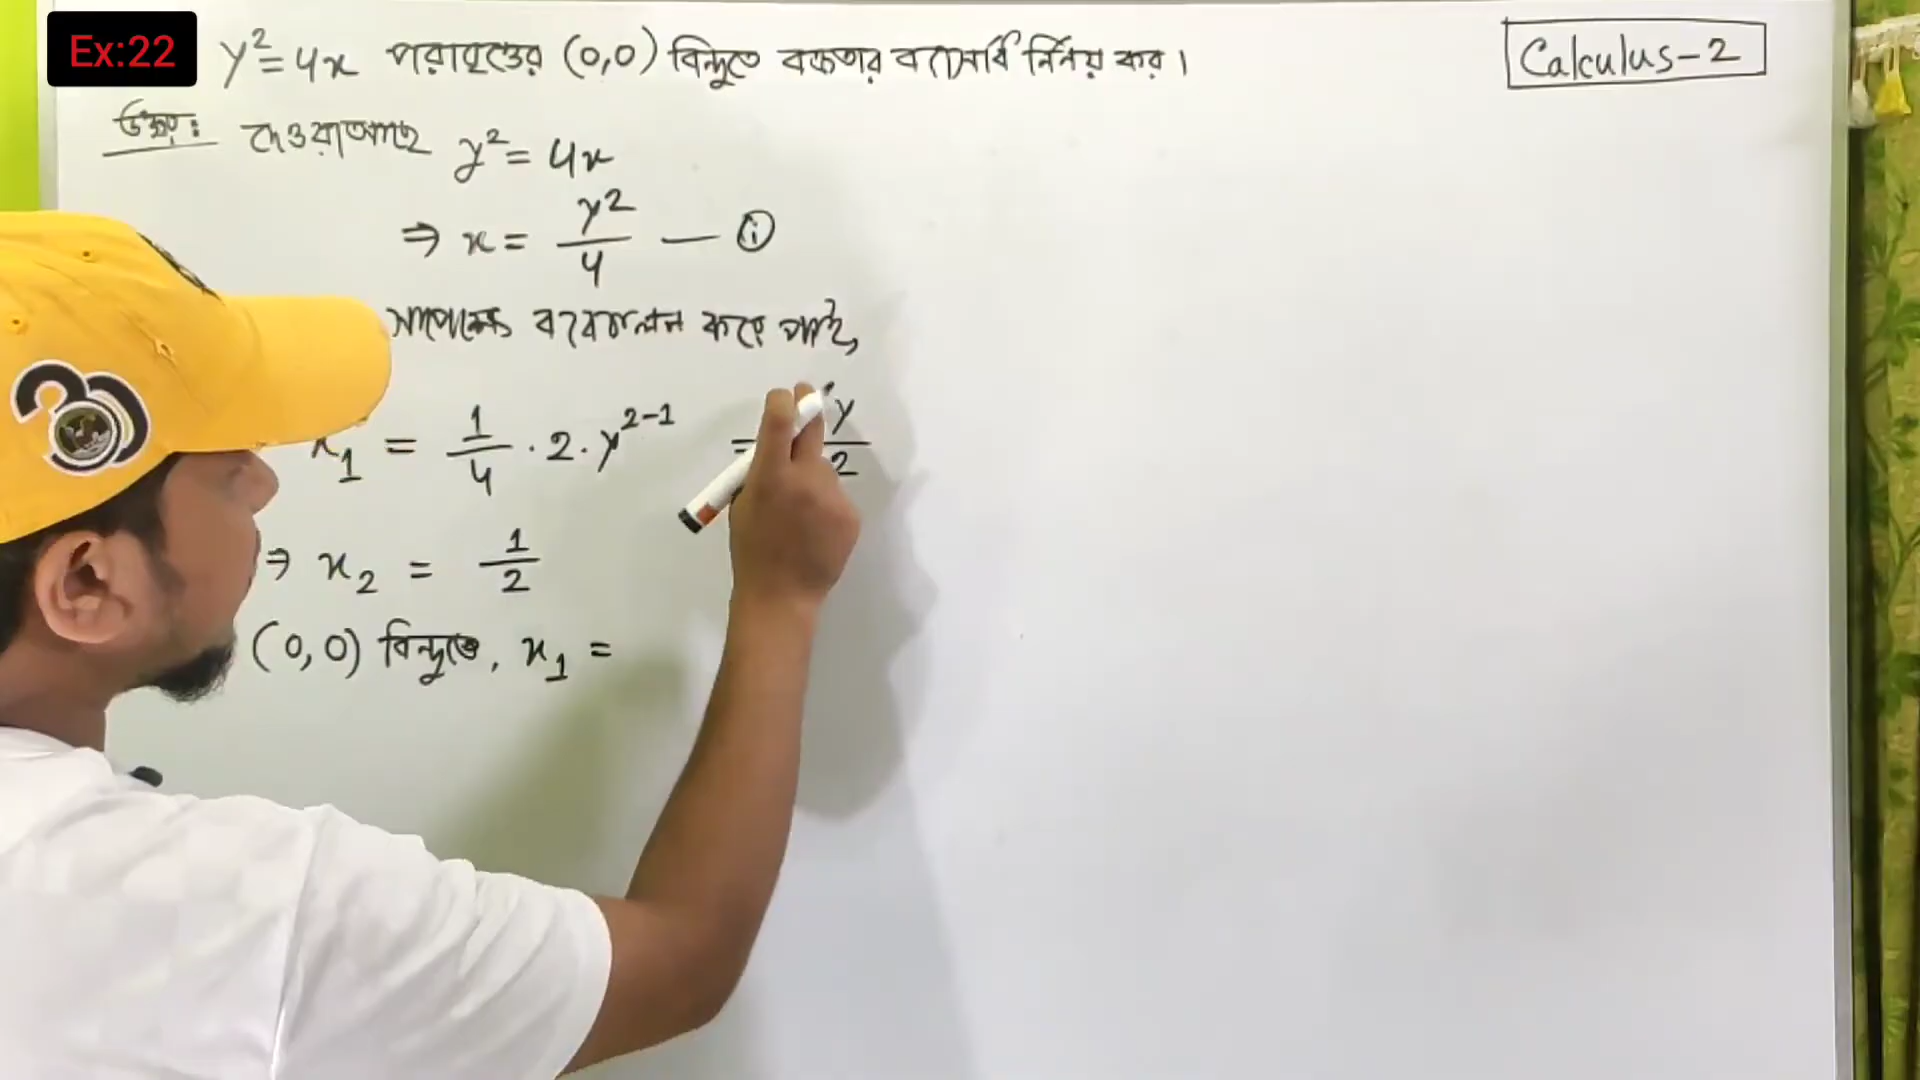 Ex:22 y²=4x পরাবৃত্তের (0,0) বিন্দুতে বক্রতার ব্যাসার্ধ নির্ণয় কর।
Calculus-2
উত্তর: দেওয়াআছে y² = 4x
⇒ x = y²/4 — ⓘ
সাপেক্ষে ব্যবকলন করে পাই,
x₁ = 1/4 · 2 · y²⁻¹ = y/2
⇒ x₂ = 1/2
(0,0) বিন্দুতে, x₁ =